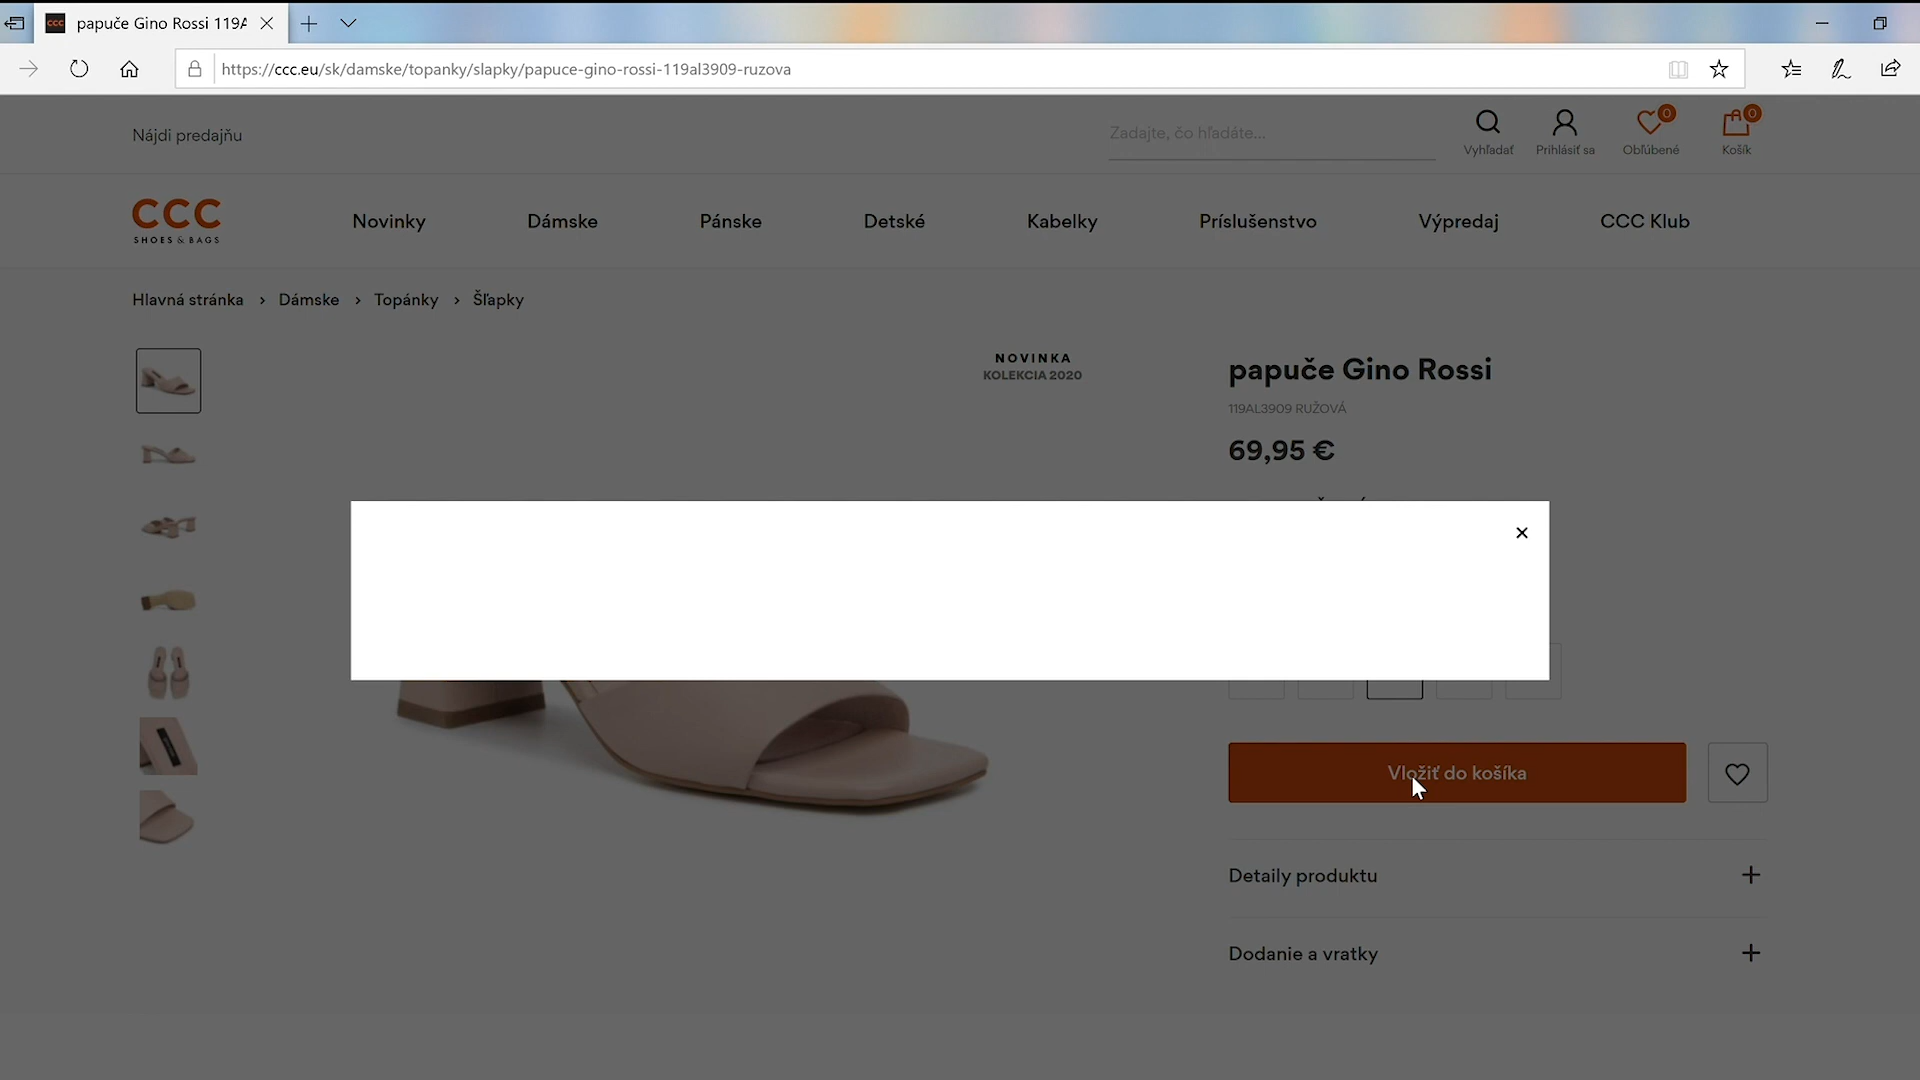 papuče Gino Rossi 119A
https://ccc.eu/sk/damske/topanky/slapky/papuce-gino-rossi-119al3909-ruzova
Nájdi predajňu
Zadajte, čo hľadáte...
Vyhľadať
Prihlásiť sa
0
Obľúbené
0
Košík
CCC
SHOES & BAGS
Novinky
Dámske
Pánske
Detské
Kabelky
Príslušenstvo
Výpredaj
CCC Klub
Hlavná stránka > Dámske > Topánky > Šľapky
NOVINKA
KOLEKCIA 2020
papuče Gino Rossi
119AL3909 RUŽOVÁ
69,95 €
Vložiť do košíka
Detaily produktu
Dodanie a vratky